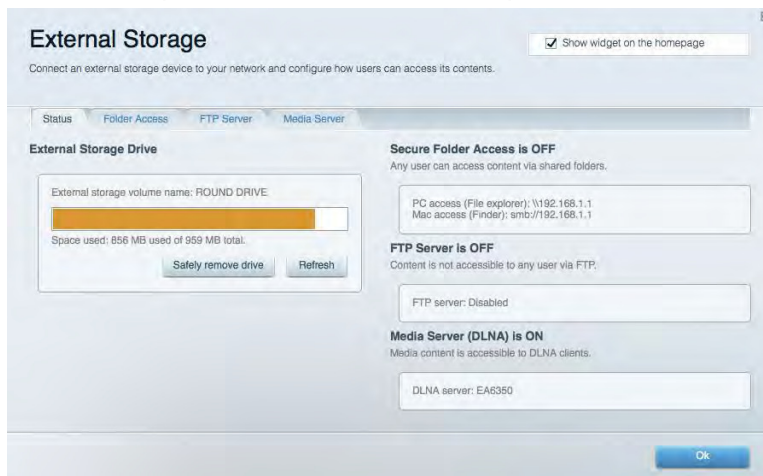 External Storage
Show widget on the homepage
Connect an external storage device to your network and configure how users can access its contents.
Status
Folder Access
FTP Server
Media Server
External Storage Drive
External storage volume name: ROUND DRIVE
Space used: 856 MB used of 959 MB total.
Safely remove drive
Refresh
Secure Folder Access is OFF
Any user can access content via shared folders.
PC access (File explorer): \\192.168.1.1
Mac access (Finder): smb://192.168.1.1
FTP Server is OFF
Content is not accessible to any user via FTP.
FTP server: Disabled
Media Server (DLNA) is ON
Media content is accessible to DLNA clients.
DLNA server: EA6350
Ok